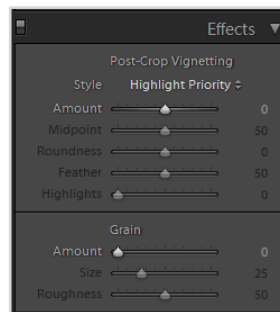 Effects
Post-Crop Vignetting
Style Highlight Priority
Amount 0
Midpoint 50
Roundness 0
Feather 50
Highlights 0
Grain
Amount 0
Size 25
Roughness 50